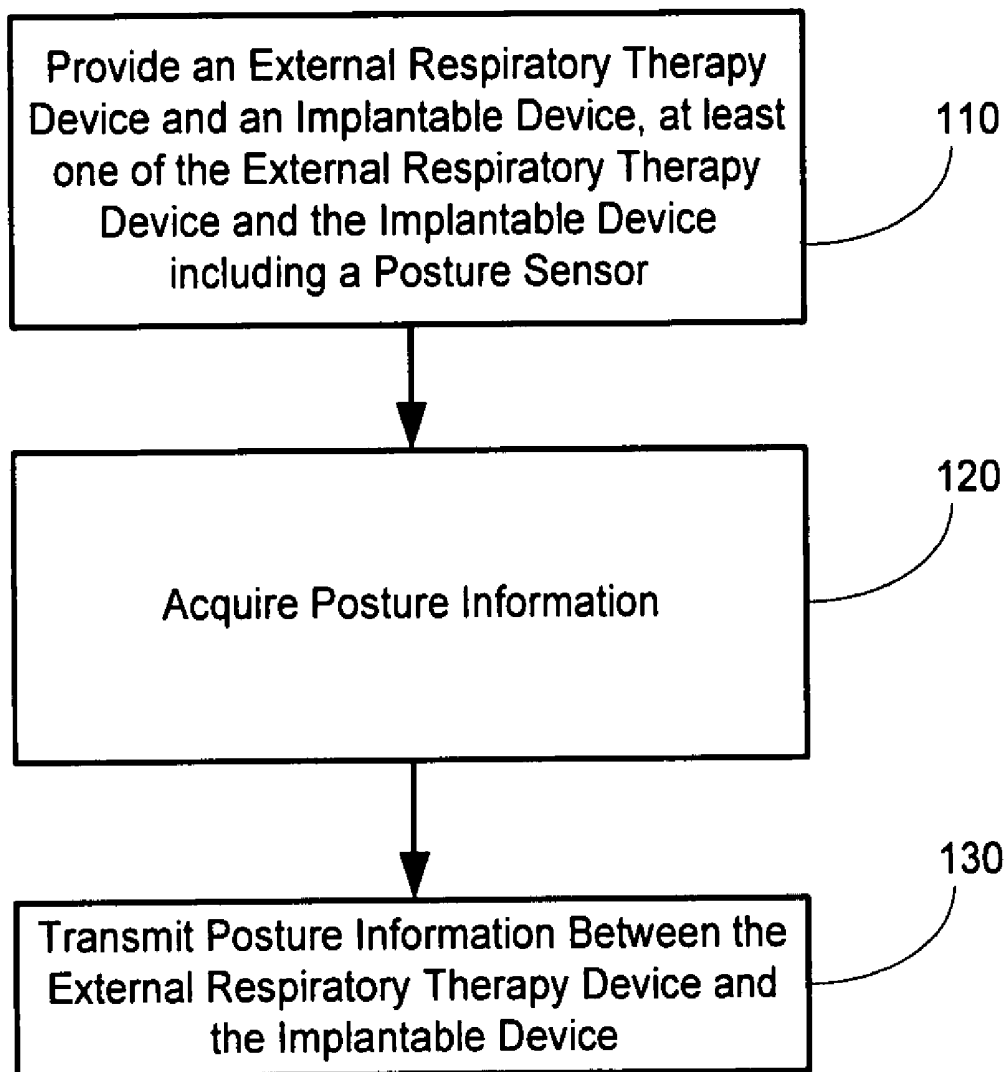 Provide an External Respiratory Therapy
Device and an Implantable Device, at least
one of the External Respiratory Therapy
Device and the Implantable Device
including a Posture Sensor
110
Acquire Posture Information
120
Transmit Posture Information Between the
External Respiratory Therapy Device and
the Implantable Device
130